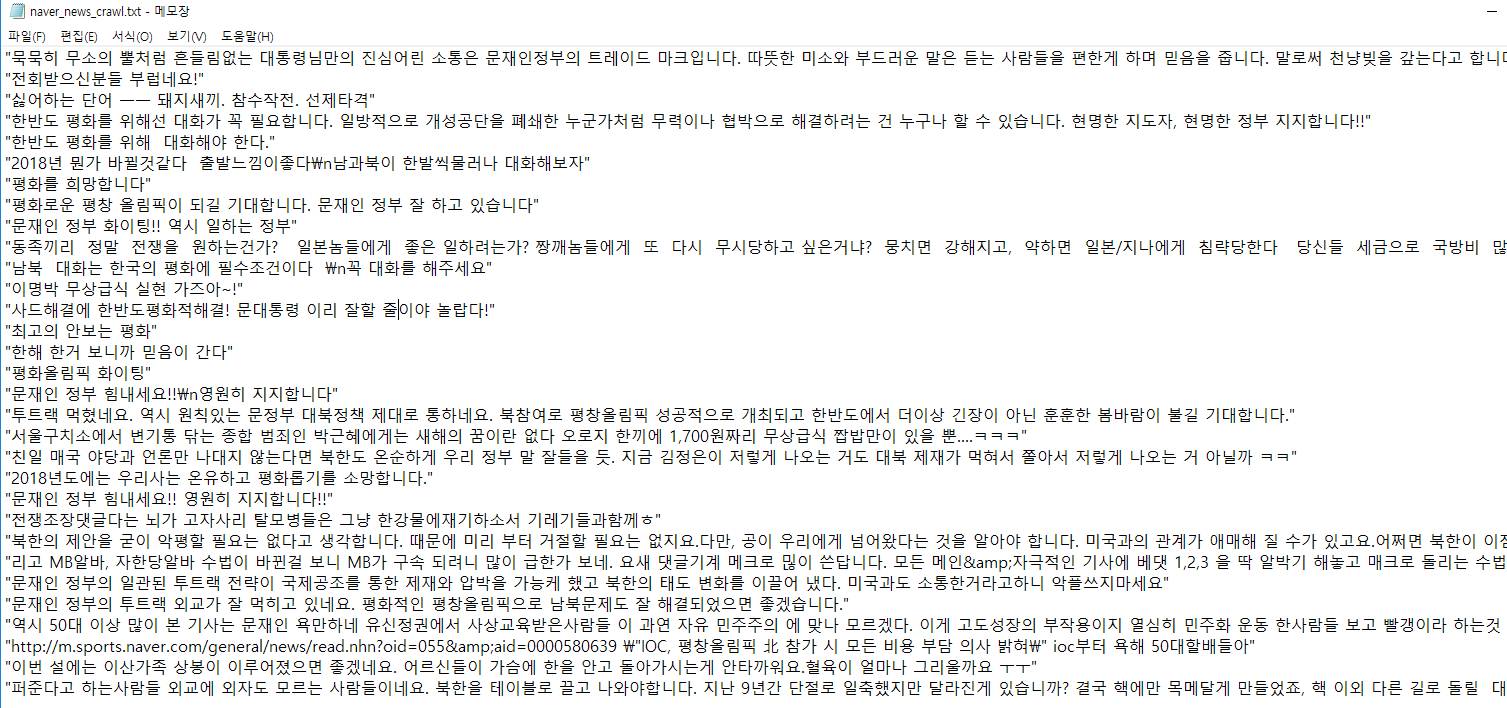 naver_news_crawl.txt - 메모장
파일(F) 편집(E) 서식(O) 보기(V) 도움말(H)
"묵묵히 무소의 뿔처럼 흔들림없는 대통령님만의 진심어린 소통은 문재인정부의 트레이드 마크입니다. 따뜻한 미소와 부드러운 말은 듣는 사람들을 편한게 하며 믿음을 줍니다. 말로써 천냥빚을 갚는다고 합니다
"전회받으신분들 부럽네요!"
"싫어하는 단어 ㅡㅡ 돼지새끼. 참수작전. 선제타격"
"한반도 평화를 위해선 대화가 꼭 필요합니다. 일방적으로 개성공단을 폐쇄한 누군가처럼 무력이나 협박으로 해결하려는 건 누구나 할 수 있습니다. 현명한 지도자, 현명한 정부 지지합니다!!"
"한반도 평화를 위해  대화해야 한다."
"2018년 뭔가 바뀔것같다  출발느낌이좋다₩n남과북이 한발씩물러나 대화해보자"
"평화를 희망합니다"
"평화로운 평창 올림픽이 되길 기대합니다. 문재인 정부 잘 하고 있습니다"
"문재인 정부 화이팅!! 역시 일하는 정부"
"동족끼리  정말  전쟁을  원하는건가?   일본놈들에게  좋은 일하려는가? 짱깨놈들에게  또  다시  무시당하고 싶은거냐?  뭉치면  강해지고,  약하면  일본/지나에게  침략당한다   당신들  세금으로  국방비  많
"남북  대화는 한국의 평화에 필수조건이다  ₩n꼭 대화를 해주세요"
"이명박 무상급식 실현 가즈아~!"
"사드해결에 한반도평화적해결! 문대통령 이리 잘할 줄이야 놀랍다!"
"최고의 안보는 평화"
"한해 한거 보니까 믿음이 간다"
"평화올림픽 화이팅"
"문재인 정부 힘내세요!!₩n영원히 지지합니다"
"투트랙 먹혔네요. 역시 원칙있는 문정부 대북정책 제대로 통하네요. 북참여로 평창올림픽 성공적으로 개최되고 한반도에서 더이상 긴장이 아닌 훈훈한 봄바람이 불길 기대합니다."
"서울구치소에서 변기통 닦는 종합 범죄인 박근혜에게는 새해의 꿈이란 없다 오로지 한끼에 1,700원짜리 무상급식 짭밥만이 있을 뿐....ㅋㅋㅋ"
"친일 매국 야당과 언론만 나대지 않는다면 북한도 온순하게 우리 정부 말 잘들을 듯. 지금 김정은이 저렇게 나오는 거도 대북 제재가 먹혀서 쫄아서 저렇게 나오는 거 아닐까 ㅋㅋ"
"2018년도에는 우리사는 온유하고 평화롭기를 소망합니다."
"문재인 정부 힘내세요!! 영원히 지지합니다!!"
"전쟁조장댓글다는 뇌가 고자사리 탈모병들은 그냥 한강물에재기하소서 기레기들과함께ㅎ"
"북한의 제안을 굳이 악평할 필요는 없다고 생각합니다. 때문에 미리 부터 거절할 필요는 없지요.다만, 공이 우리에게 넘어왔다는 것을 알아야 합니다. 미국과의 관계가 애매해 질 수가 있고요.어쩌면 북한이 이점
"리고 MB알바, 자한당알바 수법이 바뀐걸 보니 MB가 구속 되려니 많이 급한가 보네. 요새 댓글기계 메크로 믾이 쓴답니다. 모든 메인&amp;자극적인 기사에 베댓 1,2,3 을 딱 알박기 해놓고 매크로 돌리는 수법
"문재인 정부의 일관된 투트랙 전략이 국제공조를 통한 제재와 압박을 가능케 했고 북한의 태도 변화를 이끌어 냈다. 미국과도 소통한거라고하니 악플쓰지마세요"
"문재인 정부의 투트랙 외교가 잘 먹히고 있네요. 평화적인 평창올림픽으로 남북문제도 잘 해결되었으면 좋겠습니다."
"역시 50대 이상 많이 본 기사는 문재인 욕만하네 유신정권에서 사상교육받은사람들 이 과연 자유 민주주의 에 맞나 모르겠다. 이게 고도성장의 부작용이지 열심히 민주화 운동 한사람들 보고 빨갱이라 하는것
"http://m.sports.naver.com/general/news/read.nhn?oid=055&amp;aid=0000580639 ₩"IOC, 평창올림픽 北 참가 시 모든 비용 부담 의사 밝혀₩" ioc부터 욕해 50대할배들아"
"이번 설에는 이산가족 상봉이 이루어졌으면 좋겠네요. 어르신들이 가슴에 한을 안고 돌아가시는게 안타까워요.혈육이 얼마나 그리울까요 ㅜㅜ"
"퍼준다고 하는사람들 외교에 외자도 모르는 사람들이네요. 북한을 테이블로 끌고 나와야합니다. 지난 9년간 단절로 일축했지만 달라진게 있습니까? 결국 핵에만 목메달게 만들었죠, 핵 이외 다른 길로 돌릴  대